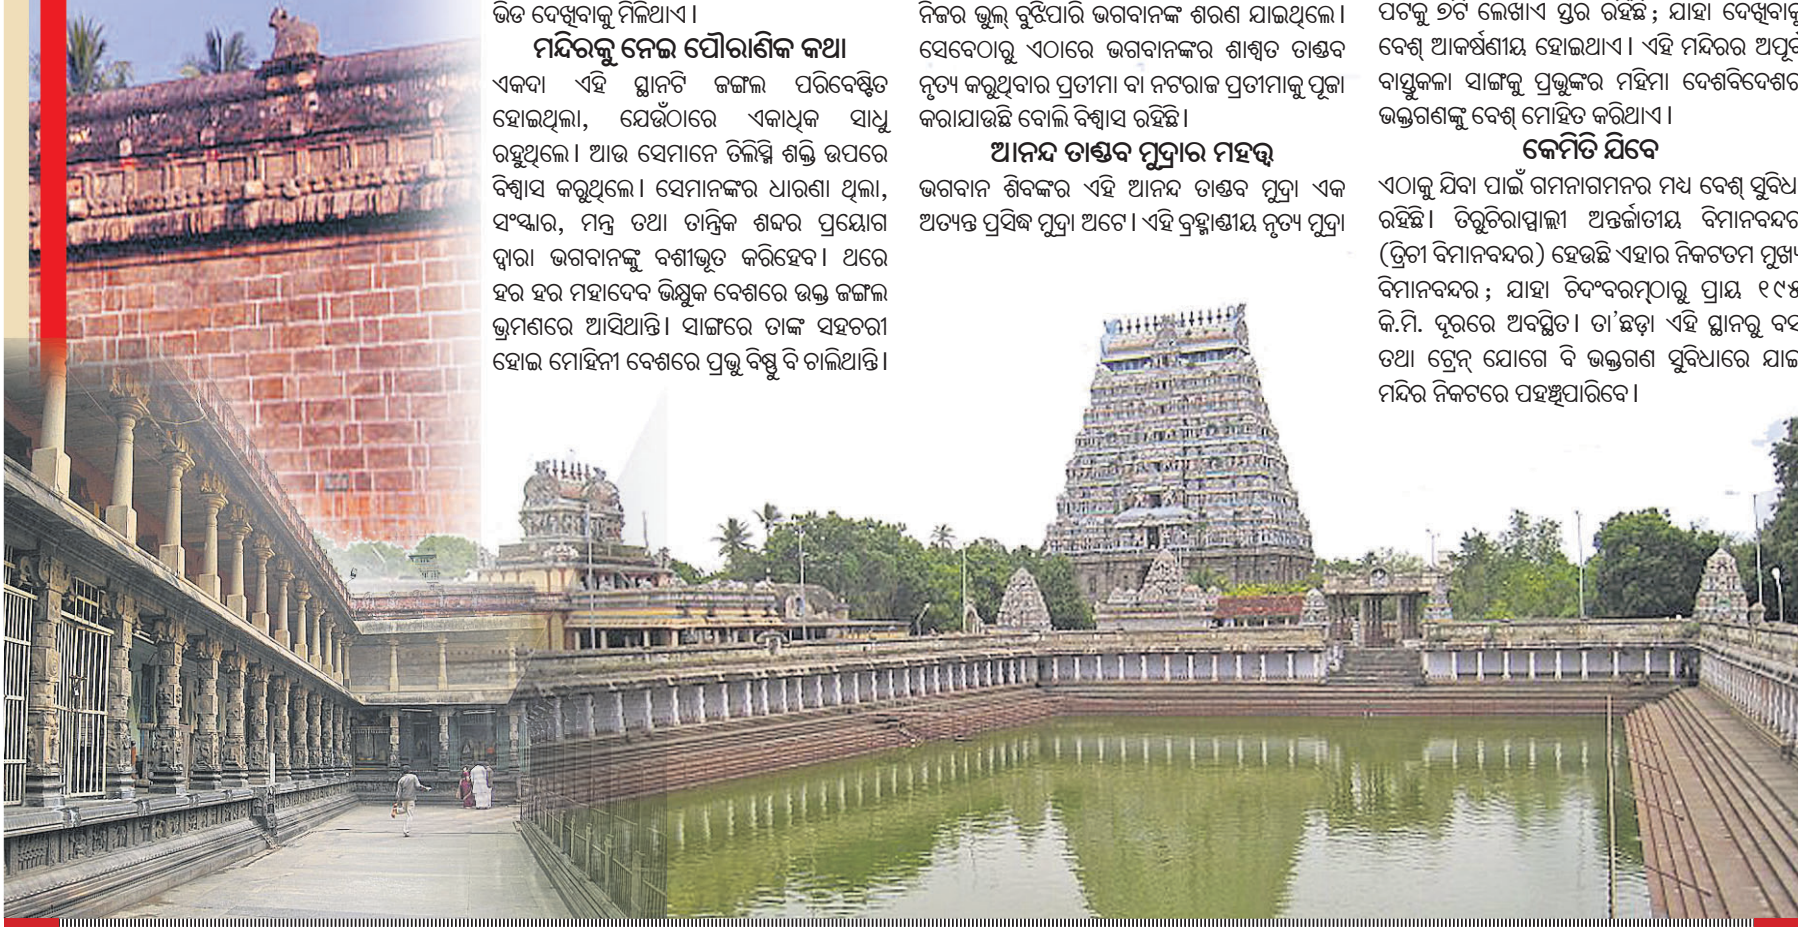 ଭିଡ ଦେଖିବାକୁ ମିଳିଥାଏ।
ମନ୍ଦିରକୁ ନେଇ ପୌରାଣିକ କଥା
ଏକଦା ଏହି ସ୍ଥାନଟି ଜଙ୍ଗଲ ପରିବେଷ୍ଟିତ
ହୋଇଥିଲା, ଯେଉଁଠାରେ ଏକାଧିକ ସାଧୁ
ରହୁଥିଲେ। ଆଉ ସେମାନେ ତିଲିସ୍ମି ଶକ୍ତି ଉପରେ
ବିଶ୍ୱାସ କରୁଥିଲେ। ସେମାନଙ୍କର ଧାରଣା ଥିଲା,
ସଂସ୍କାର, ମନ୍ତ୍ର ତଥା ତାନ୍ତ୍ରିକ ଶବ୍ଦର ପ୍ରୟୋଗ
ଦ୍ୱାରା ଭଗବାନଙ୍କୁ ବଶୀଭୂତ କରିହେବ। ଥରେ
ହର ହର ମହାଦେବ ଭିକ୍ଷୁକ ବେଶରେ ଉକ୍ତ ଜଙ୍ଗଲ
ଭ୍ରମଣରେ ଆସିଥାନ୍ତି। ସାଙ୍ଗରେ ତାଙ୍କ ସହଚରୀ
ହୋଇ ମୋହିନୀ ବେଶରେ ପ୍ରଭୁ ବିଷ୍ଣୁ ବି ଚାଲିଥାନ୍ତି।
ନିଜର ଭୁଲ୍ ବୁଝିପାରି ଭଗବାନଙ୍କ ଶରଣ ଯାଇଥିଲେ।
ସେବେଠାରୁ ଏଠାରେ ଭଗବାନଙ୍କର ଶାଶ୍ୱତ ତାଣ୍ଡବ
ନୃତ୍ୟ କରୁଥିବାର ପ୍ରତୀମା ବା ନଟରାଜ ପ୍ରତୀମାକୁ ପୂଜା
କରାଯାଉଛି ବୋଲି ବିଶ୍ୱାସ ରହିଛି।
ଆନନ୍ଦ ତାଣ୍ଡବ ମୁଦ୍ରାର ମହତ୍ତ୍ୱ
ଭଗବାନ ଶିବଙ୍କର ଏହି ଆନନ୍ଦ ତାଣ୍ଡବ ମୁଦ୍ରା ଏକ
ଅତ୍ୟନ୍ତ ପ୍ରସିଦ୍ଧ ମୁଦ୍ରା ଅଟେ। ଏହି ବ୍ରହ୍ମାଣ୍ଡୀୟ ନୃତ୍ୟ ମୁଦ୍ରା
ପଟକୁ ୭ଟି ଲେଖାଏଁ ସ୍ତର ରହିଛି; ଯାହା ଦେଖିବାକୁ
ବେଶ୍ ଆକର୍ଷଣୀୟ ହୋଇଥାଏ। ଏହି ମନ୍ଦିରର ଅପୂର୍ବ
ବାସ୍ତୁକଳା ସାଙ୍ଗକୁ ପ୍ରଭୁଙ୍କର ମହିମା ଦେଶବିଦେଶର
ଭକ୍ତଗଣଙ୍କୁ ବେଶ୍ ମୋହିତ କରିଥାଏ।
କେମିତି ଯିବେ
ଏଠାକୁ ଯିବା ପାଇଁ ଗମନାଗମନର ମଧ୍ୟ ବେଶ୍ ସୁବିଧା
ରହିଛି। ତିରୁଚିରାପ୍ପାଲ୍ଲୀ ଅନ୍ତର୍ଜାତୀୟ ବିମାନବନ୍ଦର
(ତ୍ରିଚୀ ବିମାନବନ୍ଦର) ହେଉଛି ଏହାର ନିକଟତମ ମୁଖ୍ୟ
ବିମାନବନ୍ଦର; ଯାହା ଚିଦଂବରମ୍‌ଠାରୁ ପ୍ରାୟ ୧୯୫
କି.ମି. ଦୂରରେ ଅବସ୍ଥିତ। ତା'ଛଡ଼ା ଏହି ସ୍ଥାନରୁ ବସ
ତଥା ଟ୍ରେନ୍ ଯୋଗେ ବି ଭକ୍ତଗଣ ସୁବିଧାରେ ଯାଇ
ମନ୍ଦିର ନିକଟରେ ପହଞ୍ଚିପାରିବେ।